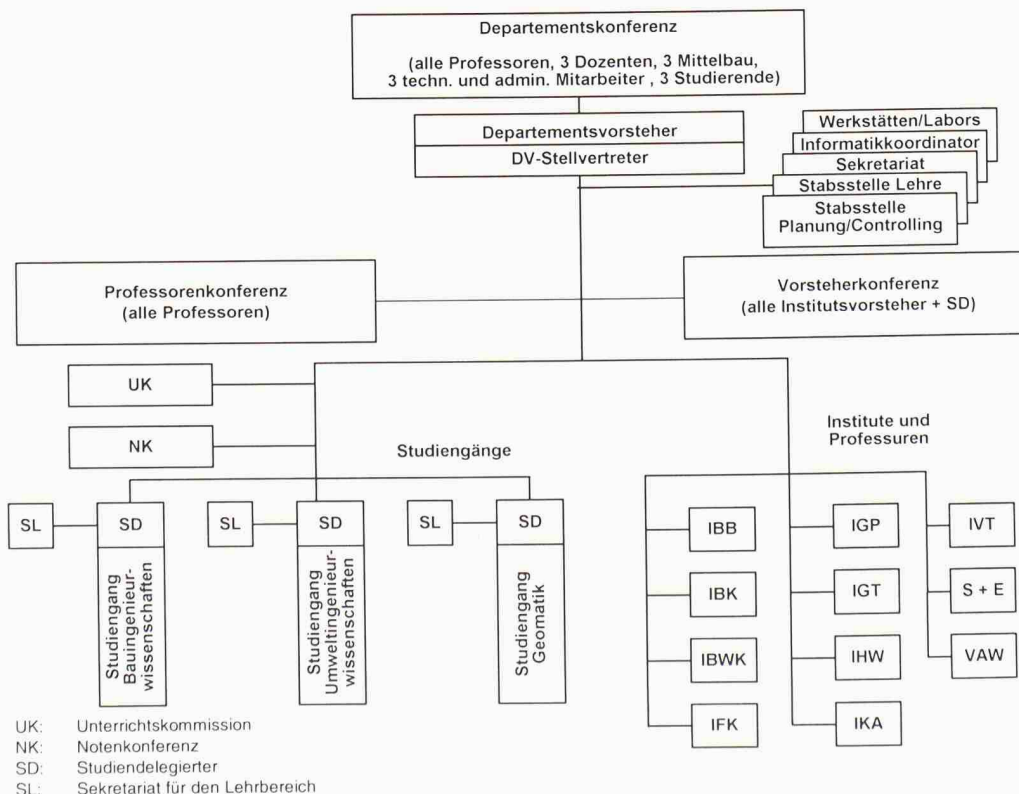 Departementskonferenz
(alle Professoren, 3 Dozenten, 3 Mittelbau,
3 techn. und admin. Mitarbeiter , 3 Studierende)
Departementsvorsteher
DV-Stellvertreter
Werkstätten/Labors
Informatikkoordinator
Sekretariat
Stabsstelle Lehre
Stabsstelle
Planung/Controlling
Professorenkonferenz
(alle Professoren)
Vorsteherkonferenz
(alle Institutsvorsteher + SD)
UK
NK
Studiengänge
Institute und
Professuren
SL
SD
Studiengang
Bauingenieur-
wissenschaften
SL
SD
Studiengang
Umweltingenieur-
wissenschaften
SL
SD
Studiengang
Geomatik
IBB
IBK
IBWK
IFK
IGP
IGT
IHW
IKA
IVT
S + E
VAW
UK: Unterrichtskommission
NK: Notenkonferenz
SD: Studiendelegierter
SL: Sekretariat für den Lehrbereich